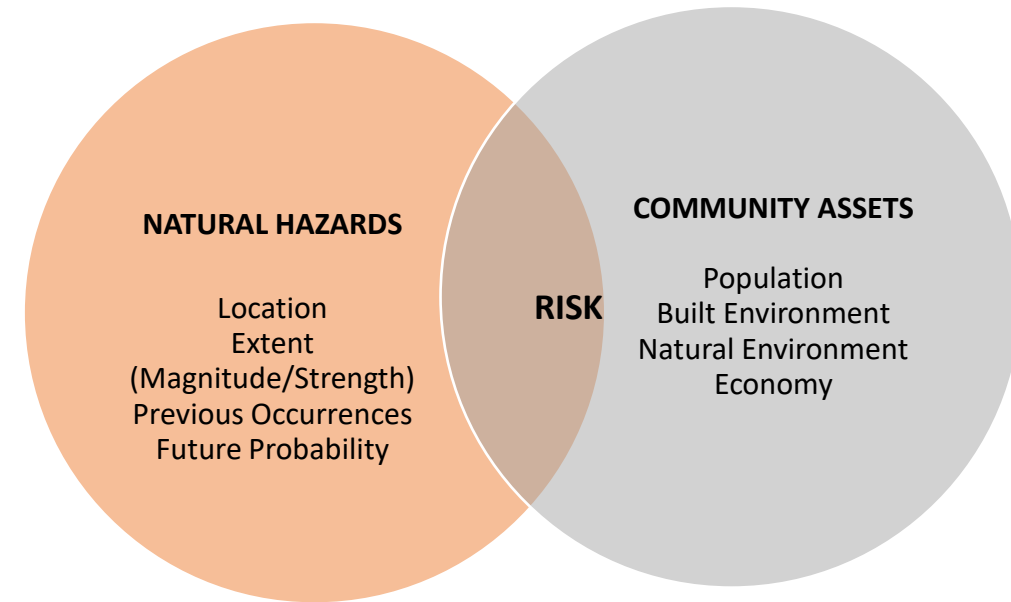 NATURAL HAZARDS
Location
Extent
(Magnitude/Strength)
Previous Occurrences
Future Probability
RISK
COMMUNITY ASSETS
Population
Built Environment
Natural Environment
Economy